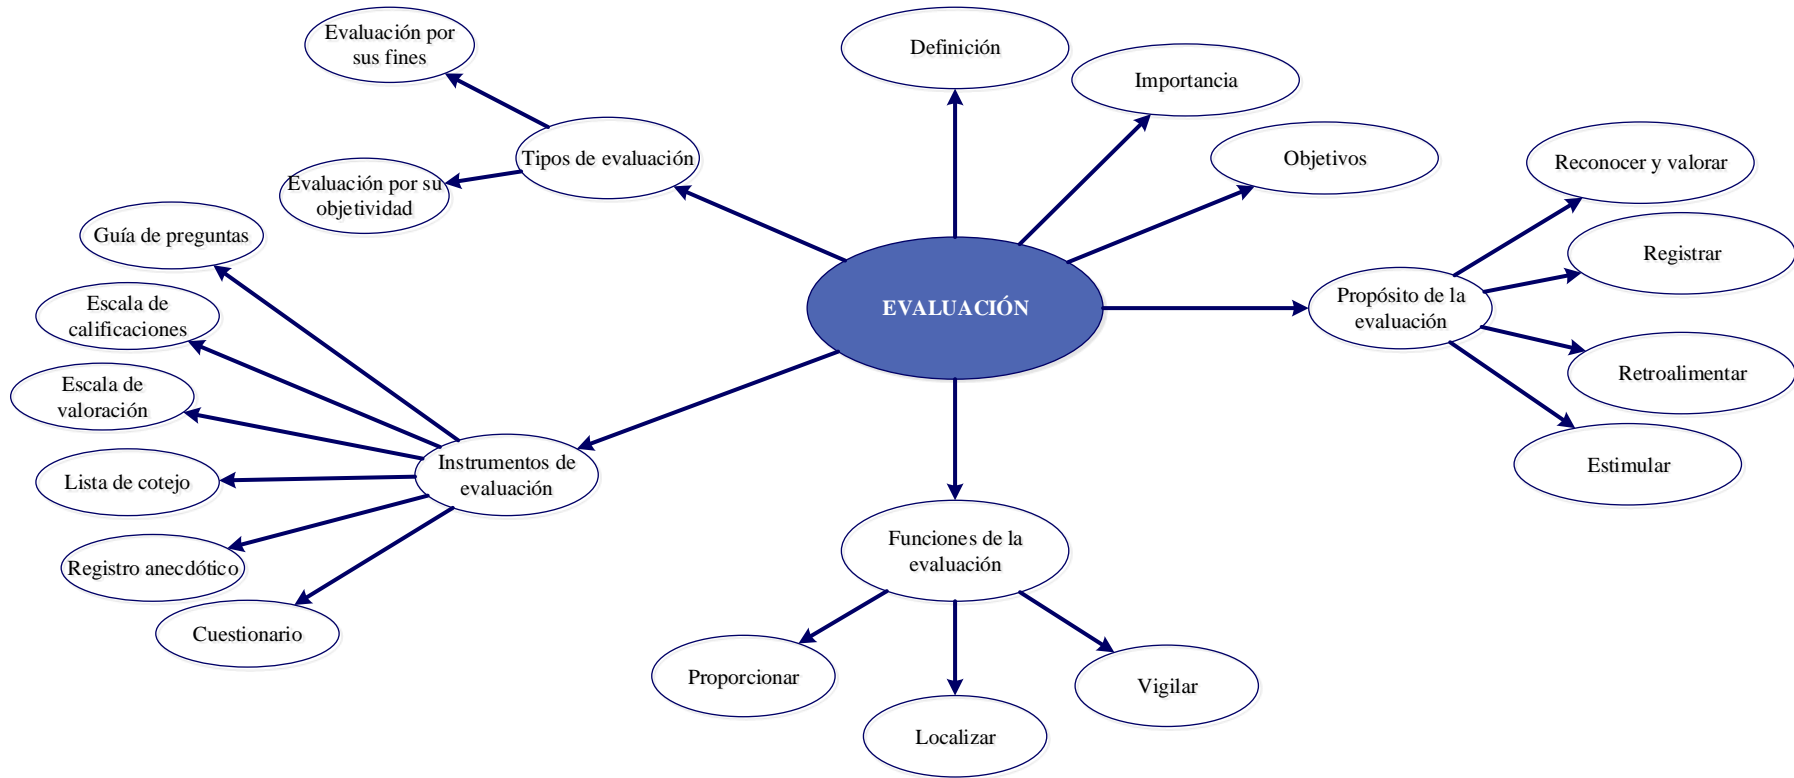 Evaluación por
sus fines
Definición
Importancia
Tipos de evaluación
Objetivos
Reconocer y valorar
Evaluación por su
objetividad
Guía de preguntas
Registrar
Escala de
calificaciones
EVALUACIÓN
Propósito de la
evaluación
Escala de
valoración
Retroalimentar
Instrumentos de
evaluación
Estimular
Lista de cotejo
Funciones de la
evaluación
Registro anecdótico
Cuestionario
Proporcionar
Vigilar
Localizar